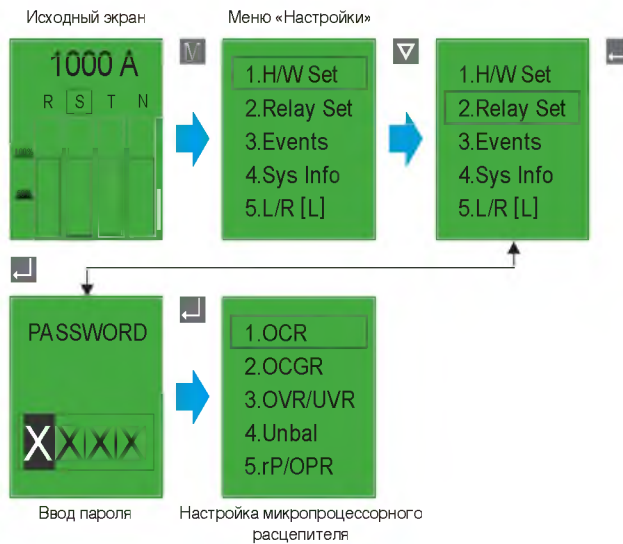 Исходный экран
Меню «Настройки»
1000 A
R S T N
M
1.H/W Set
2.Relay Set
3.Events
4.Sys Info
5.L/R [L]
1.H/W Set
2.Relay Set
3.Events
4.Sys Info
5.L/R [L]
PASSWORD
XXXX
1.OCR
2.OCGR
3.OVR/UVR
4.Unbal
5.rP/OPR
Ввод пароля
Настройка микропроцессорного
расцепителя